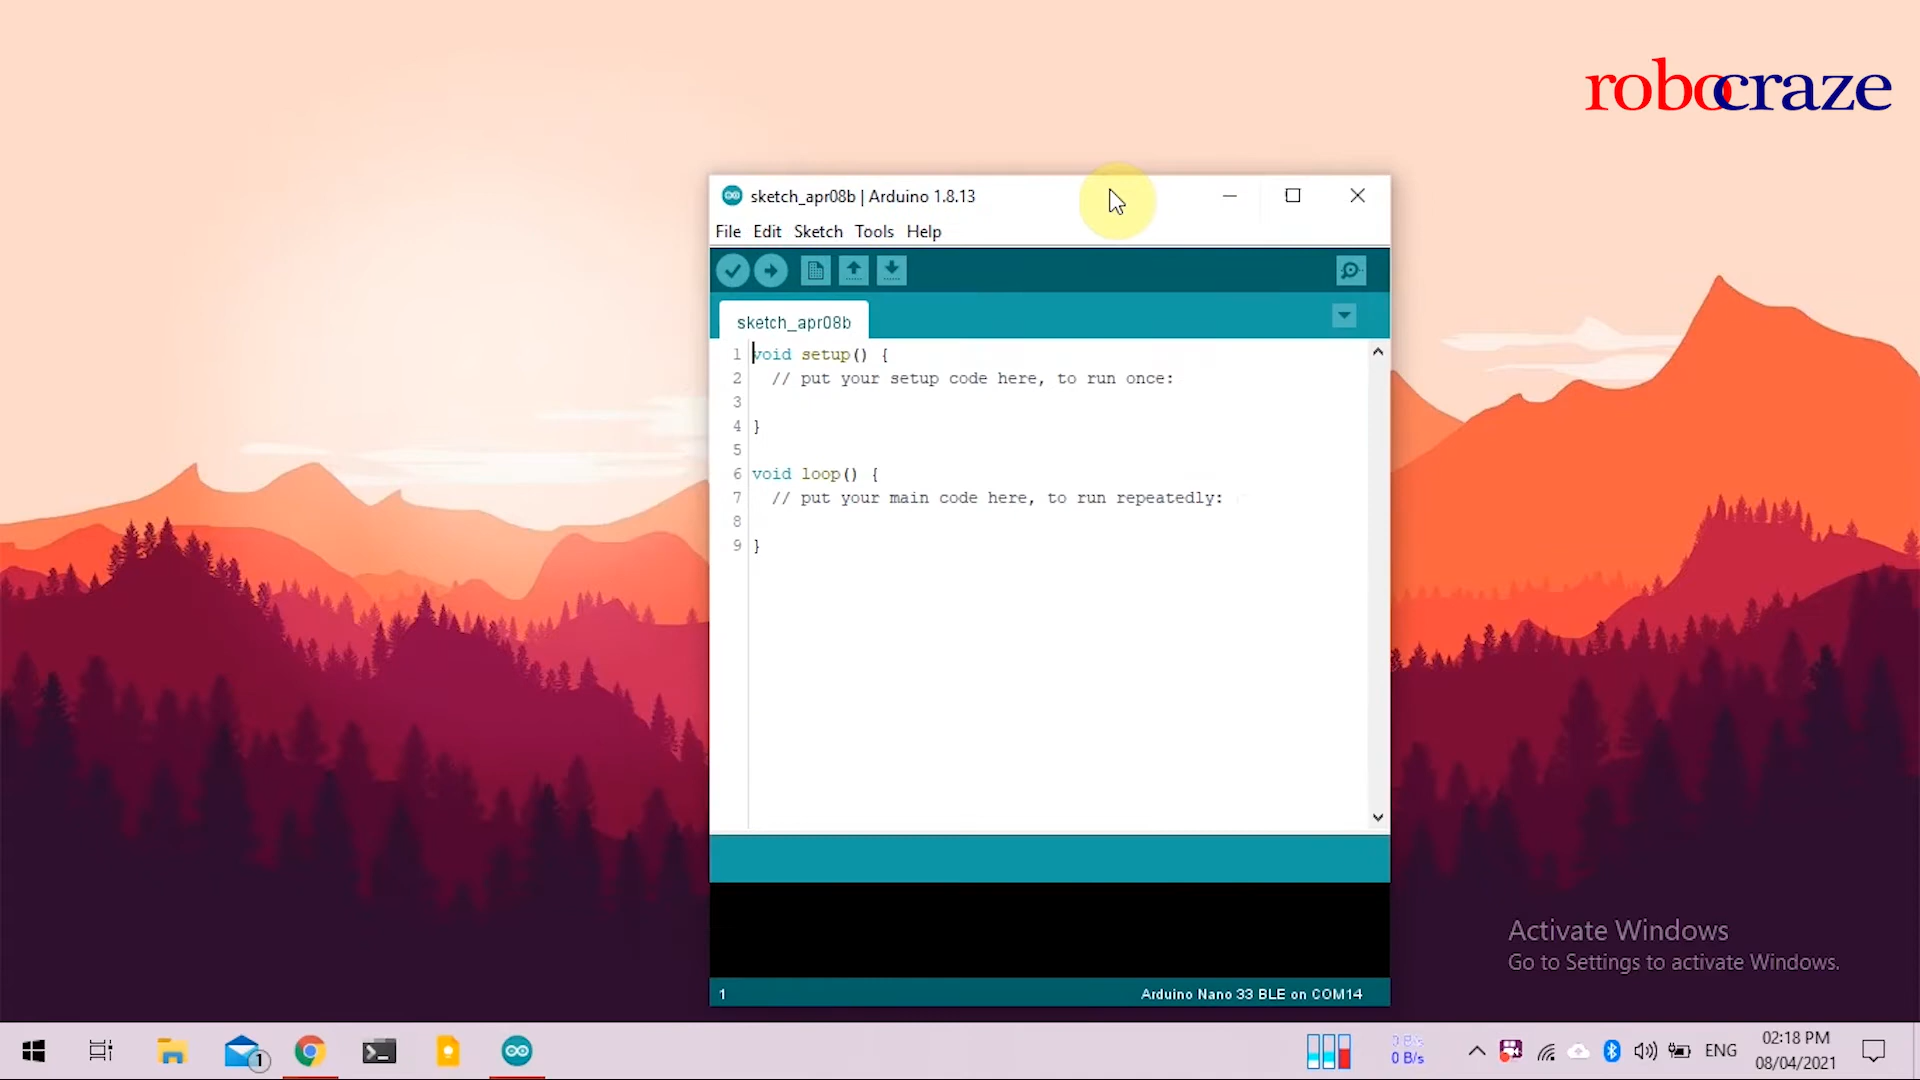 robocraze
sketch_apr08b | Arduino 1.8.13
File Edit Sketch Tools Help
sketch_apr08b
1 void setup() {
2 // put your setup code here, to run once:
3
4 }
5
6 void loop() {
7 // put your main code here, to run repeatedly:
8
9 }
Activate Windows
Go to Settings to activate Windows.
1 Arduino Nano 33 BLE on COM14
1
0 B/s
0 B/s
ENG
02:18 PM
08/04/2021